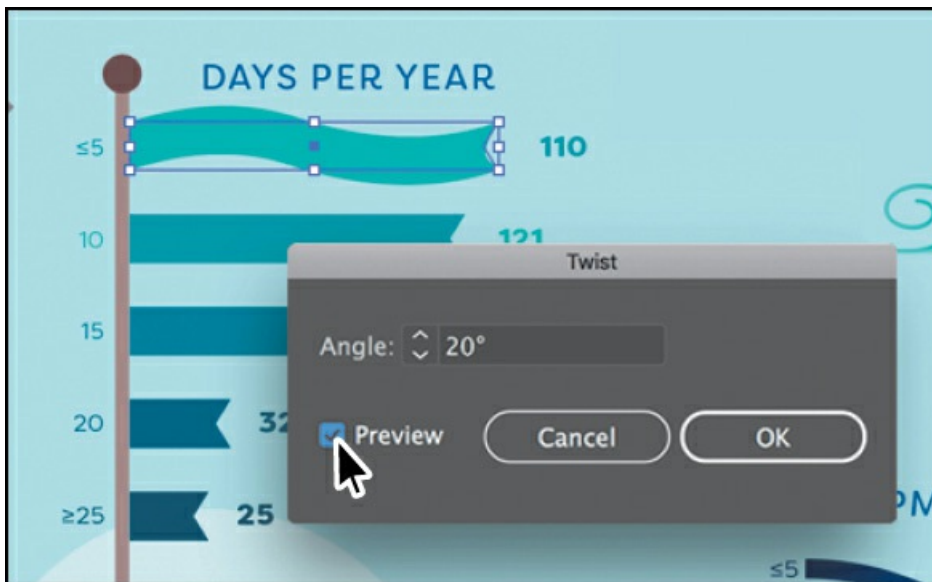 DAYS PER YEAR
≤5 110
10 121
Twist
15
Angle: 20°
20 32
Preview Cancel OK
≥25 25
PM
≤5